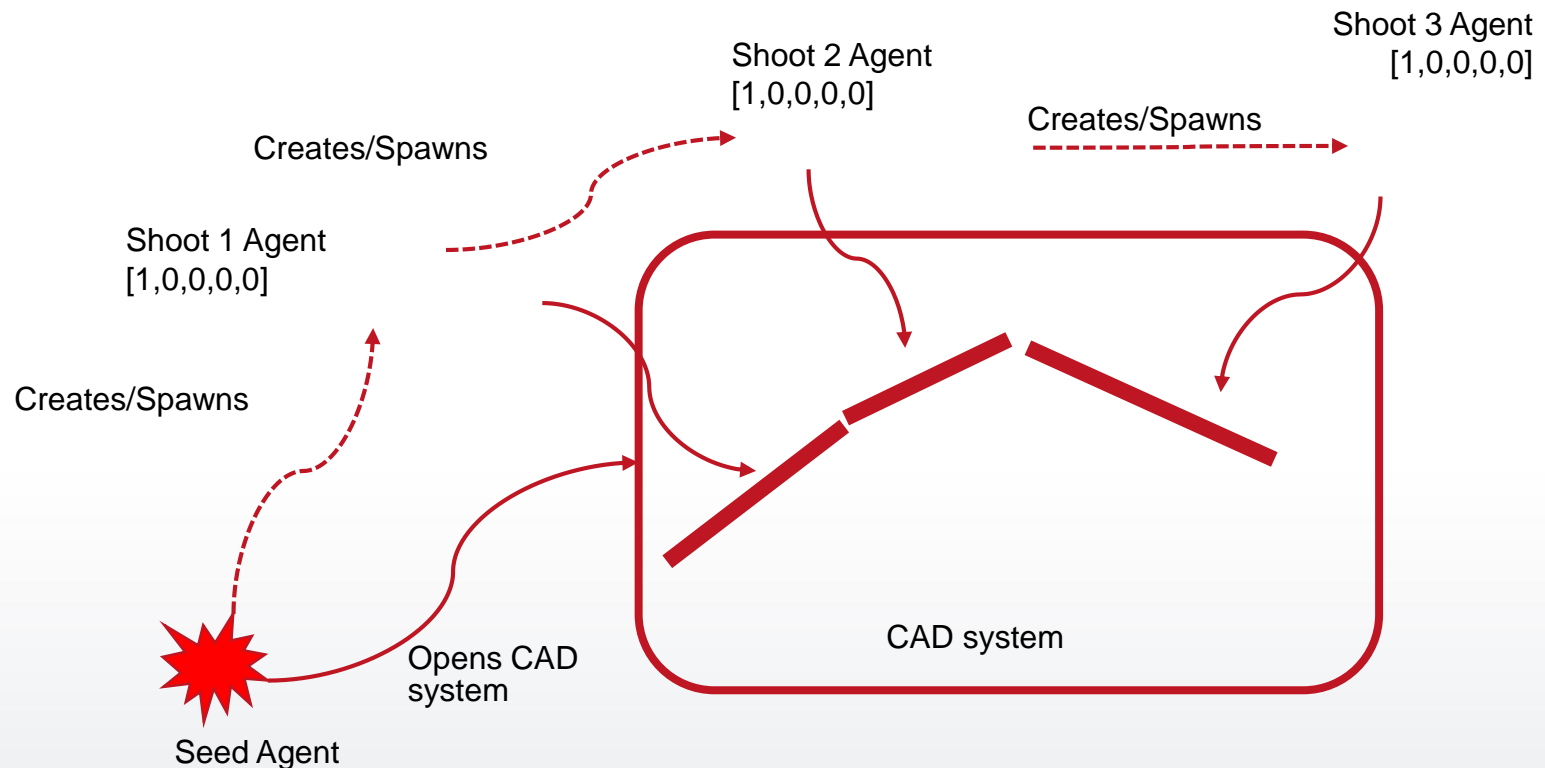 Shoot 3 Agent
[1,0,0,0,0]
Shoot 2 Agent
[1,0,0,0,0]
Creates/Spawns
Creates/Spawns
Shoot 1 Agent
[1,0,0,0,0]
Creates/Spawns
CAD system
Opens CAD
system
Seed Agent